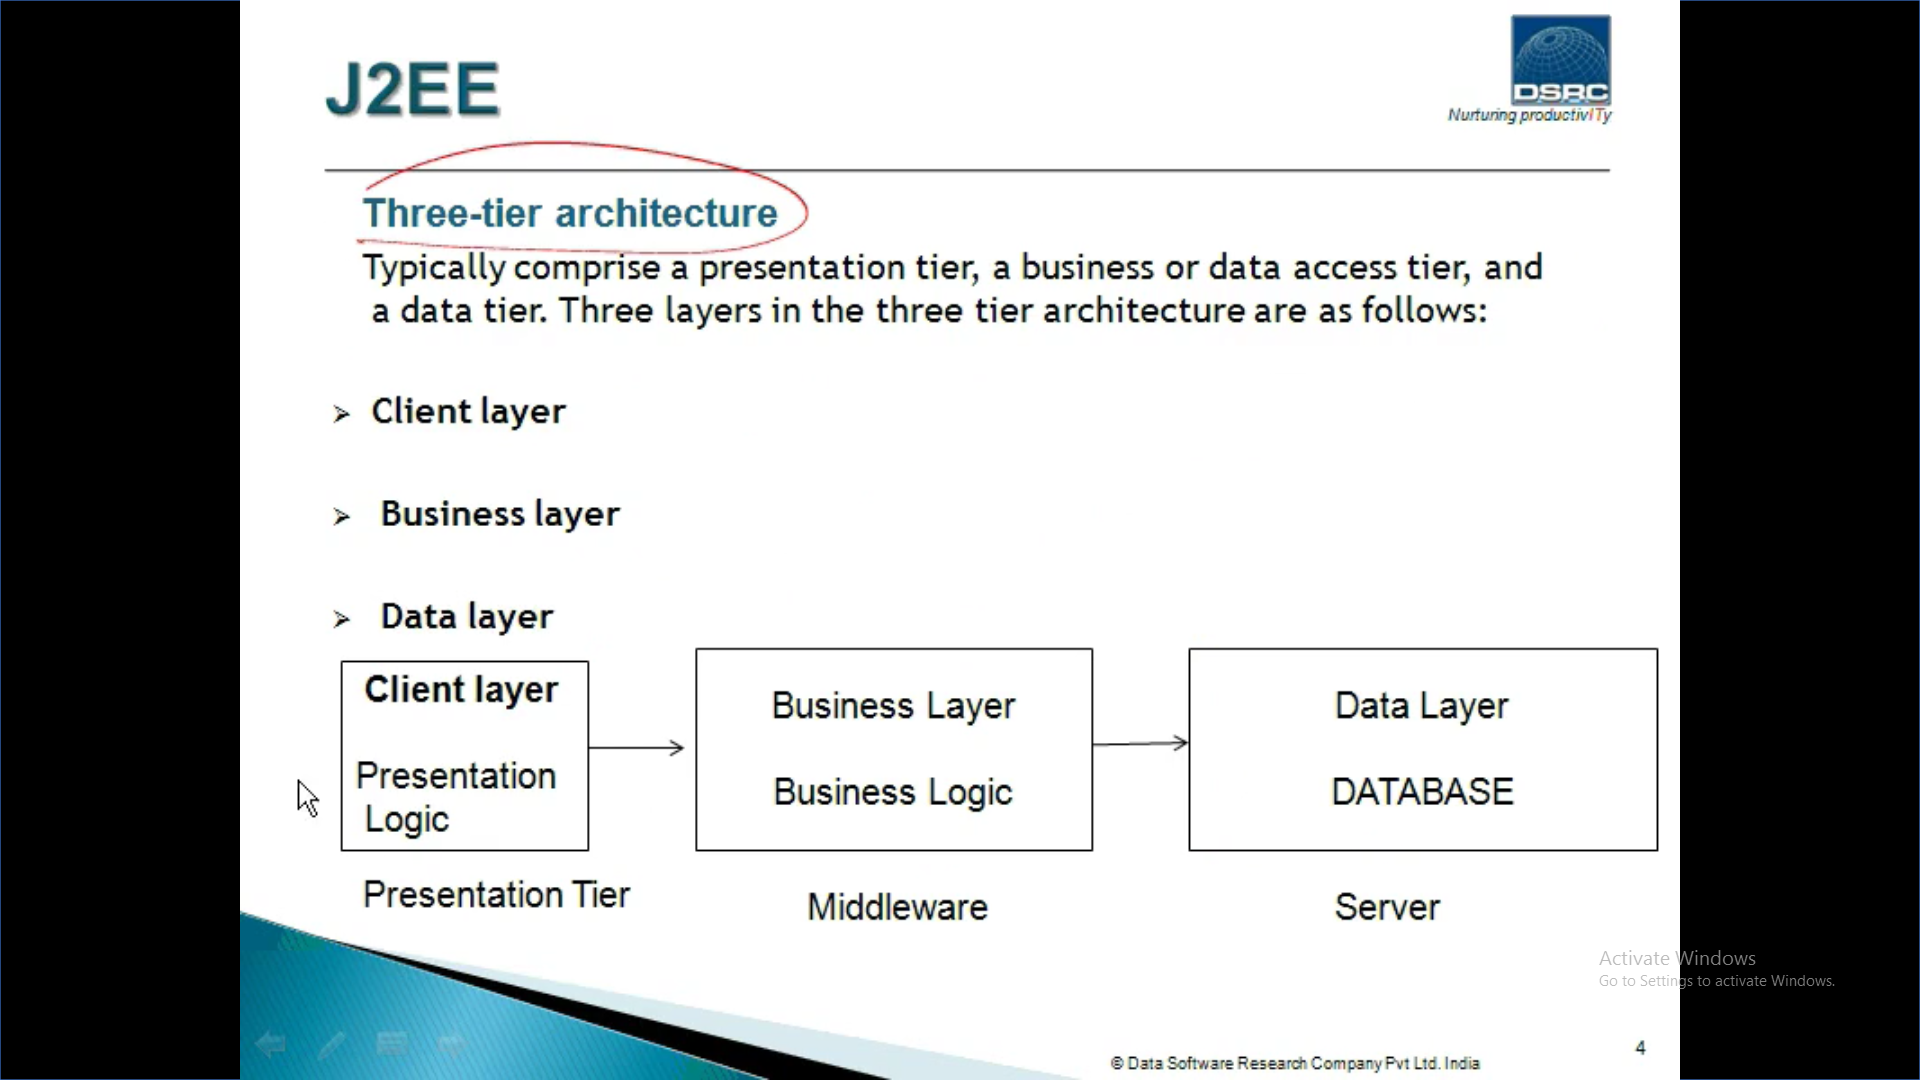 J2EE
DSRC
Nurturing productivITy
Three-tier architecture
Typically comprise a presentation tier, a business or data access tier, and
a data tier. Three layers in the three tier architecture are as follows:
➢ Client layer
➢ Business layer
➢ Data layer
Client layer
Presentation
Logic
Presentation Tier
Business Layer
Business Logic
Middleware
Data Layer
DATABASE
Server
Activate Windows
Go to Settings to activate Windows.
4
© Data Software Research Company Pvt Ltd. India